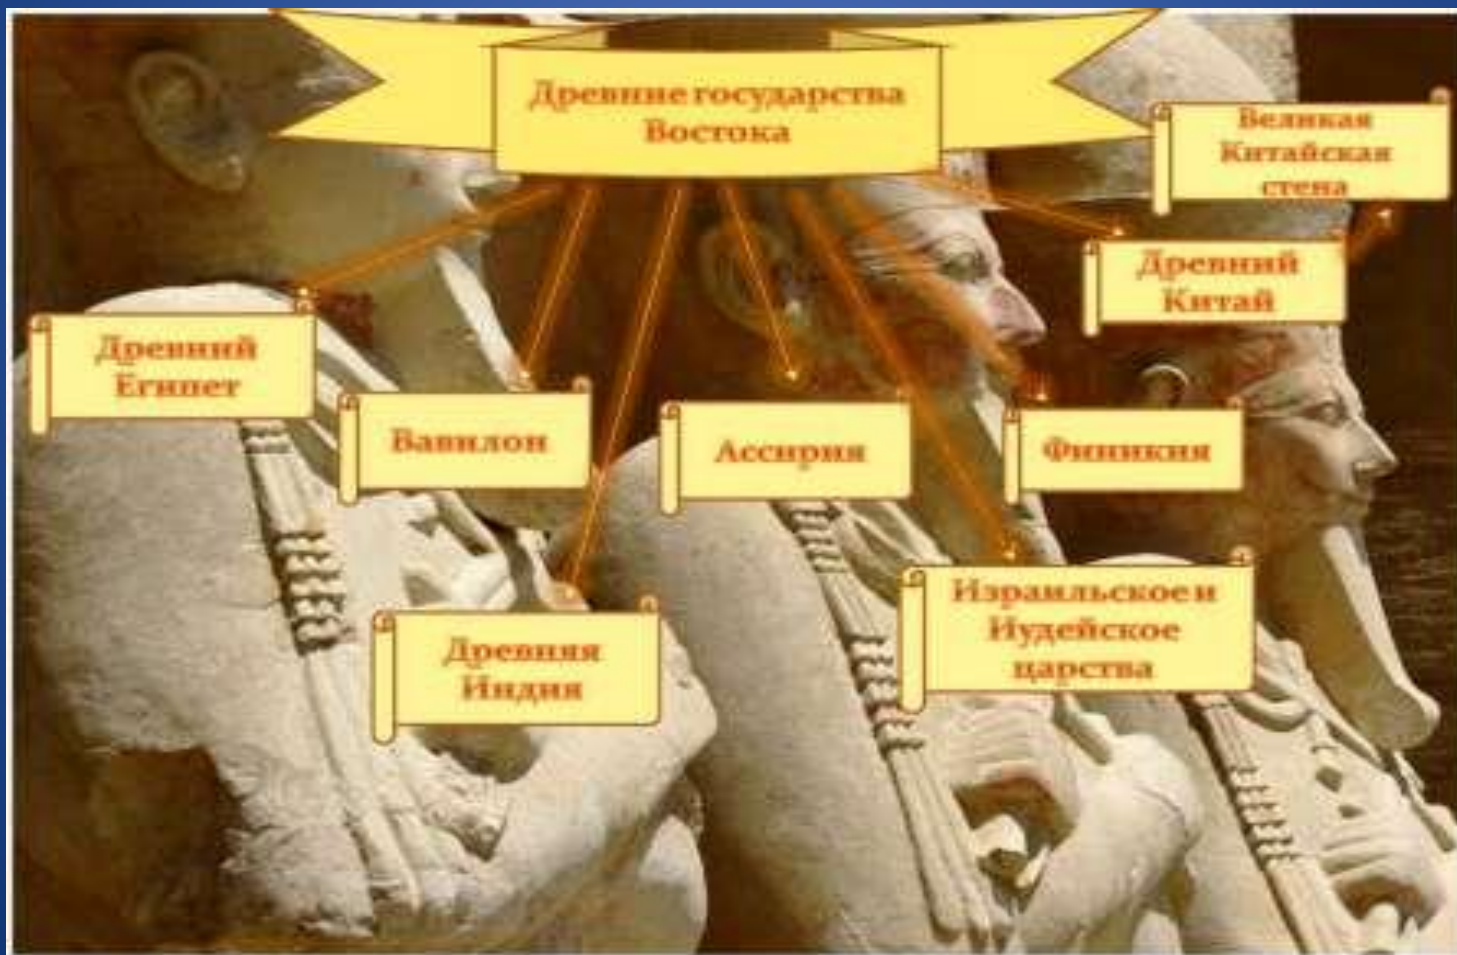 Древние государства
Востока
Великая
Китайская
стена
Древний
Китай
Древний
Египет
Вавилон
Ассирия
Финикия
Древняя
Индия
Израильское и
Иудейское
царства